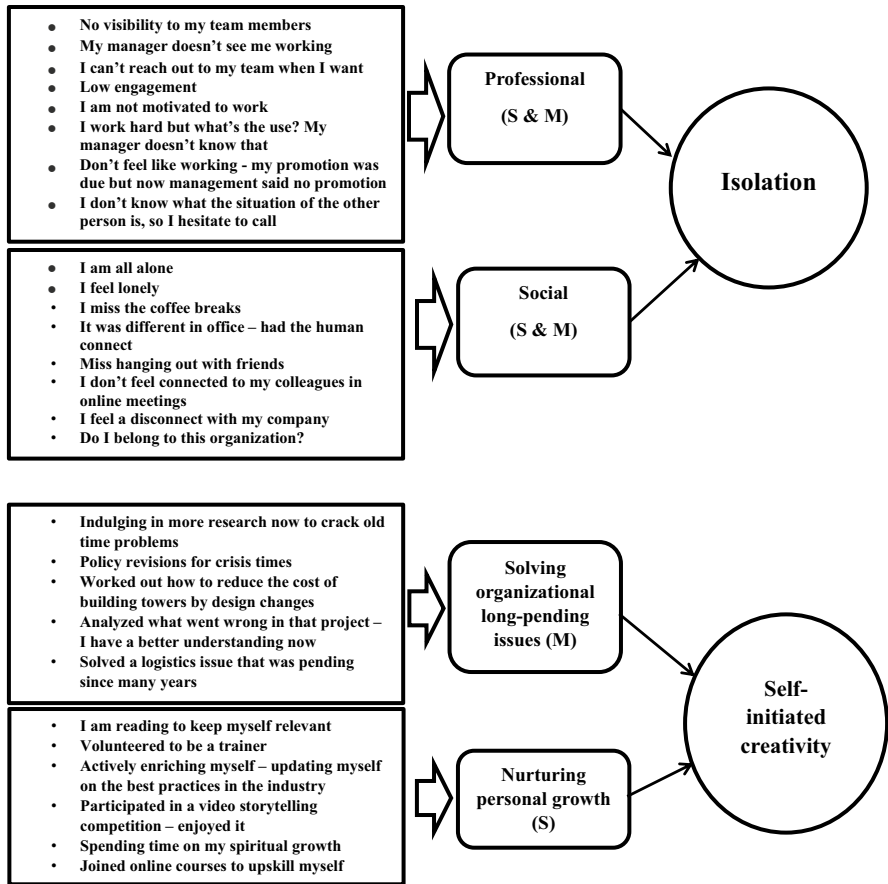 • No visibility to my team members
• My manager doesn't see me working
• I can't reach out to my team when I want
• Low engagement
• I am not motivated to work
• I work hard but what's the use? My
manager doesn't know that
• Don't feel like working - my promotion was
due but now management said no promotion
• I don't know what the situation of the other
person is, so I hesitate to call
Professional
(S & M)
Isolation
• I am all alone
• I feel lonely
• I miss the coffee breaks
• It was different in office – had the human
connect
• Miss hanging out with friends
• I don't feel connected to my colleagues in
online meetings
• I feel a disconnect with my company
• Do I belong to this organization?
Social
(S & M)
• Indulging in more research now to crack old
time problems
• Policy revisions for crisis times
• Worked out how to reduce the cost of
building towers by design changes
• Analyzed what went wrong in that project –
I have a better understanding now
• Solved a logistics issue that was pending
since many years
Solving
organizational
long-pending
issues (M)
Self-
initiated
creativity
• I am reading to keep myself relevant
• Volunteered to be a trainer
• Actively enriching myself – updating myself
on the best practices in the industry
• Participated in a video storytelling
competition – enjoyed it
• Spending time on my spiritual growth
• Joined online courses to upskill myself
Nurturing
personal growth
(S)